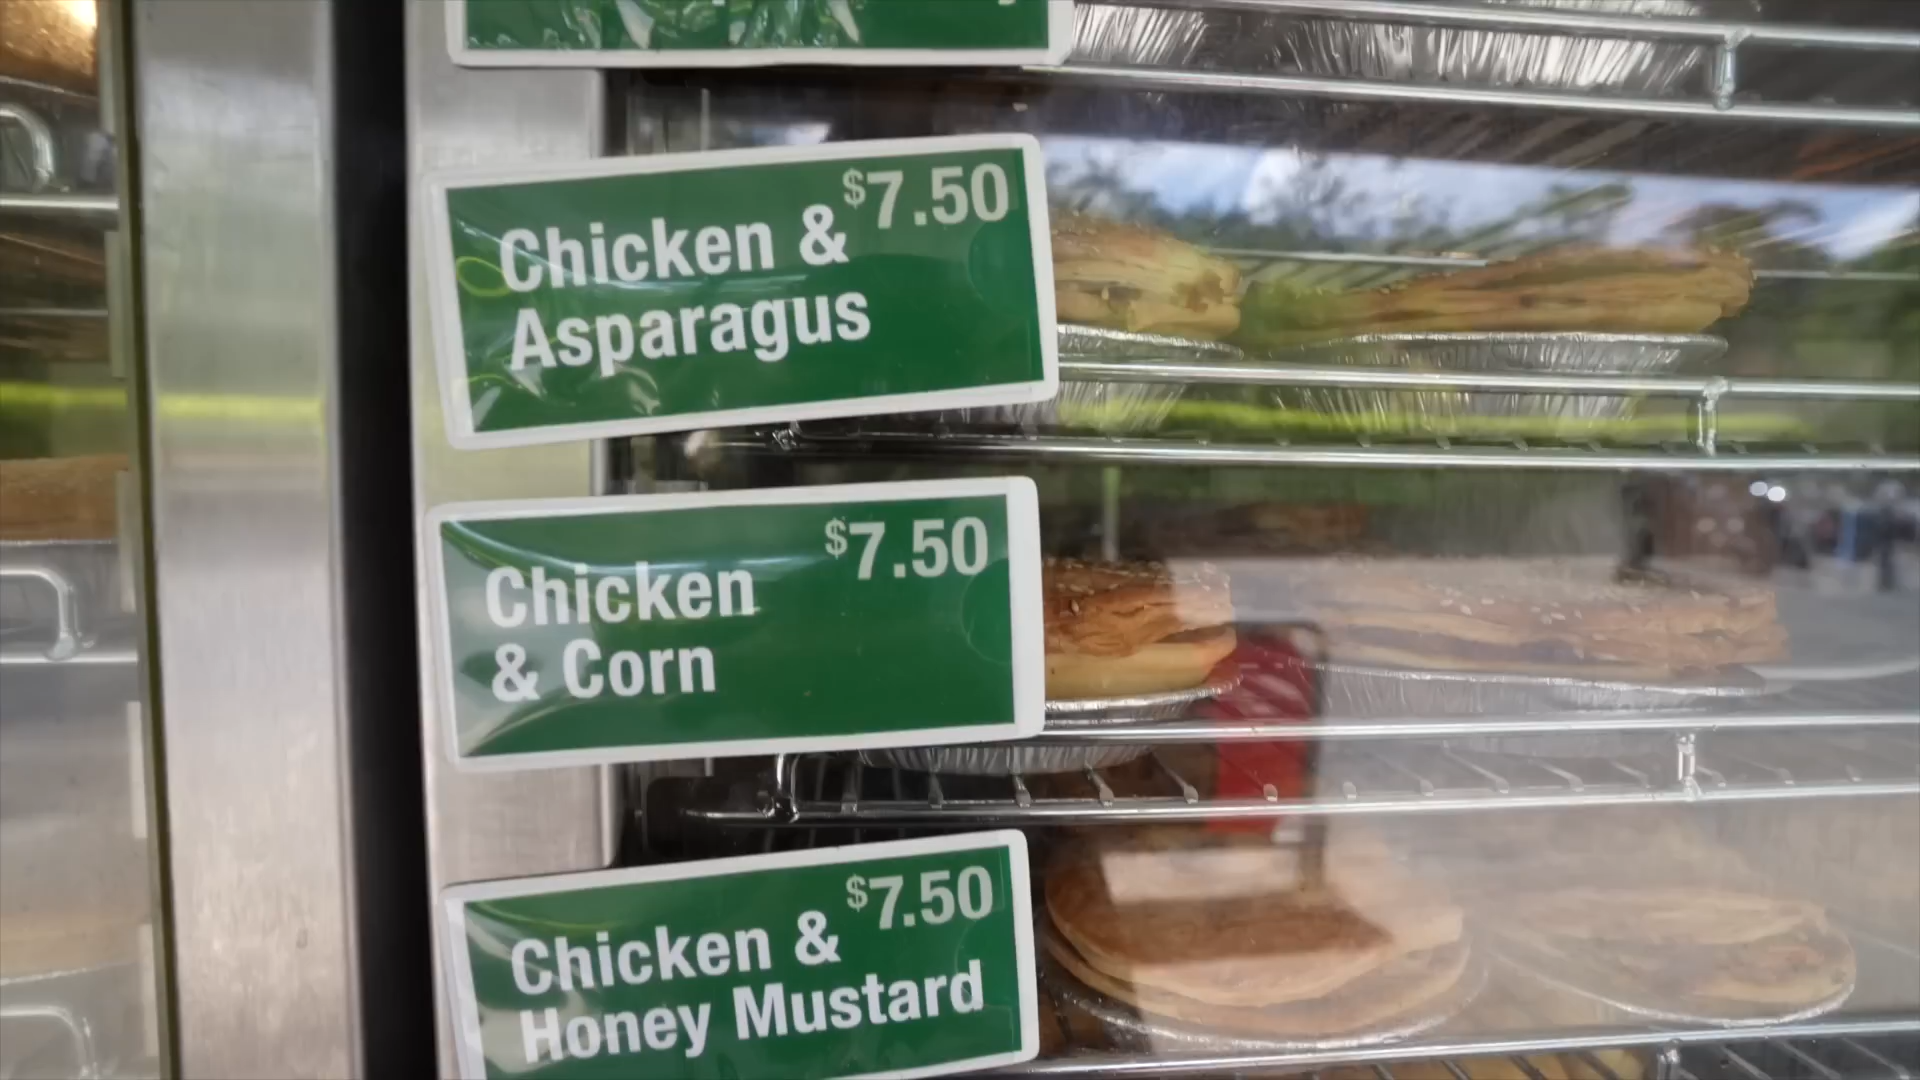 $7.50
Chicken &
Asparagus
$7.50
Chicken
& Corn
$7.50
Chicken &
Honey Mustard